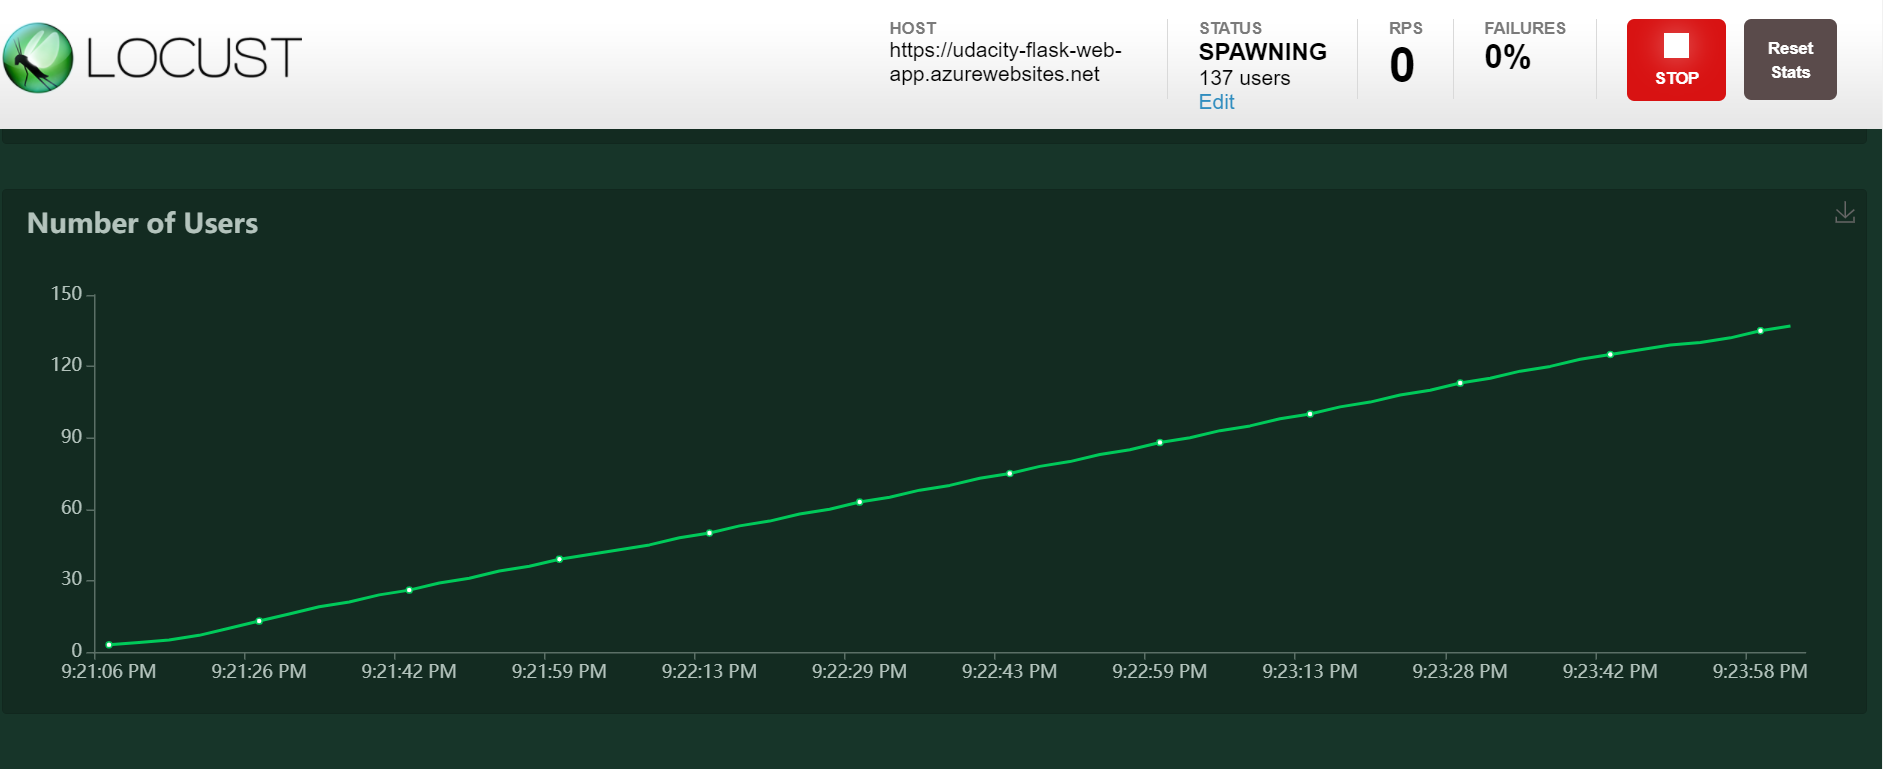 LOCUST
HOST
https://udacity-flask-web-
app.azurewebsites.net
STATUS
SPAWNING
137 users
Edit
RPS
0
FAILURES
0%
STOP
Reset
Stats
Number of Users
150
120
90
60
30
0
9:21:06 PM 9:21:26 PM 9:21:42 PM 9:21:59 PM 9:22:13 PM 9:22:29 PM 9:22:43 PM 9:22:59 PM 9:23:13 PM 9:23:28 PM 9:23:42 PM 9:23:58 PM